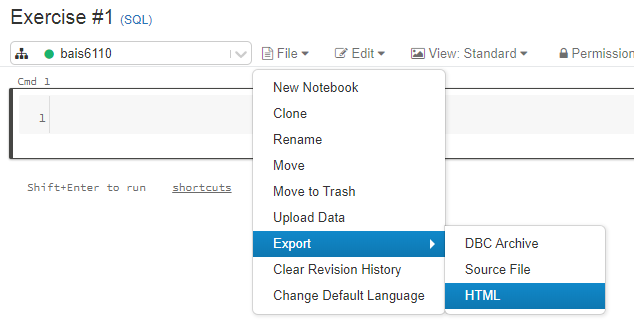 Exercise #1 (SQL)
bais6110 File Edit View: Standard Permission
Cmd 1
1
New Notebook
Clone
Rename
Move
Shift+Enter to run shortcuts
Move to Trash
Upload Data
Export
DBC Archive
Clear Revision History
Source File
Change Default Language
HTML